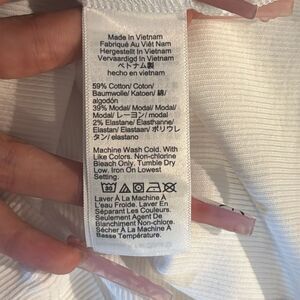 Made In Vietnam
Fabriqué Au Viêt Nam
Hergestellt In Vietnam
Vervaardigd In Vietnam
ベトナム製
hecho en vietnam
59% Cotton/ Coton/
Baumwolle/ Katoen/ 綿/
algodón
39% Modal/ Modal/ Modal/
Modal/ レーヨン/ modal
2% Elastane/ Élasthanne/
Elastan/ Elastaan/ ポリウレ
タン/ elastano
Machine Wash Cold. With
Like Colors. Non-chlorine
Bleach Only. Tumble Dry
Low. Iron On Lowest
Setting.
Laver À La Machine À
L'eau Froide. Laver En
Séparant Les Couleurs.
Seulement Agent De
Blanchiment Non-chlore.
Sécher À La Machine À
Basse Température.